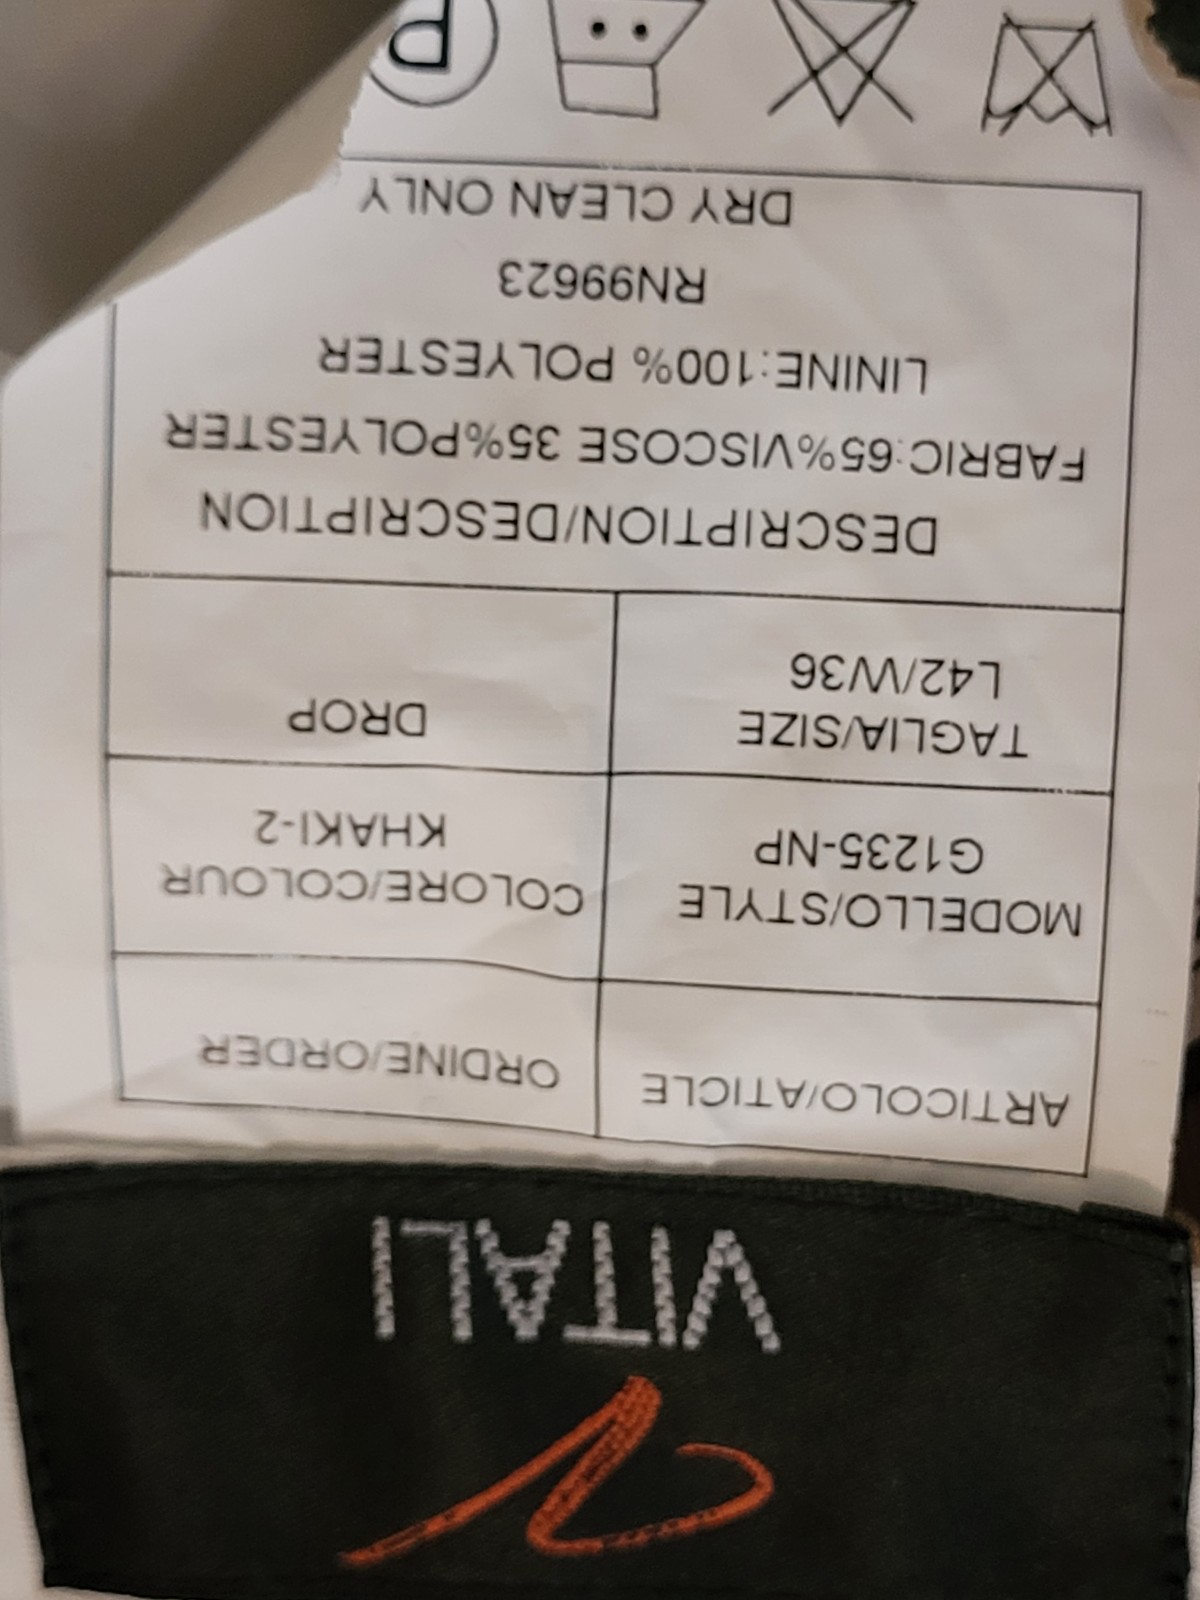 VITALI
ARTICOLO/ATICLE
ORDINE/ORDER
MODELLO/STYLE
G1235-NP
COLORE/COLOUR
KHAKI-2
TAGLIA/SIZE
L42/W36
DROP
DESCRIPTION/DESCRIPTION
FABRIC:65%VISCOSE 35%POLYESTER
LININE:100% POLYESTER
RN99623
DRY CLEAN ONLY
P